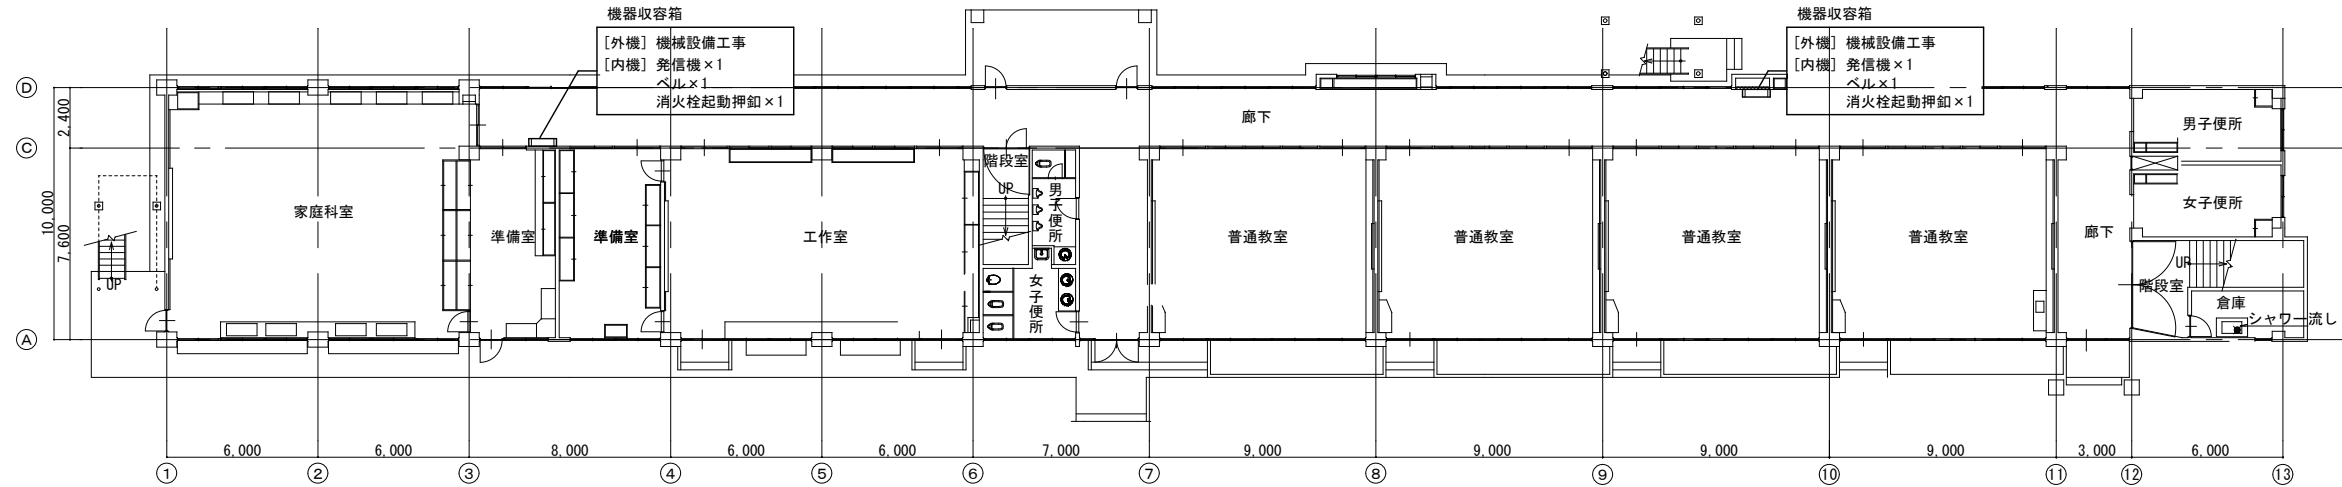 機器収容箱
[外機] 機械設備工事
[内機] 発信機×1
ベル×1
消火栓起動押釦×1
機器収容箱
[外機] 機械設備工事
[内機] 発信機×1
ベル×1
消火栓起動押釦×1
D
C
A
2,400
7,600
10,000
廊下
男子便所
階段室
UP
男子便所
女子便所
家庭科室
準備室
準備室
工作室
普通教室
普通教室
普通教室
普通教室
廊下
女子便所
UP
UP
階段室
倉庫
シャワー流し
6,000
6,000
8,000
6,000
6,000
7,000
9,000
9,000
9,000
9,000
3,000
6,000
① ② ③ ④ ⑤ ⑥ ⑦ ⑧ ⑨ ⑩ ⑪ ⑫ ⑬